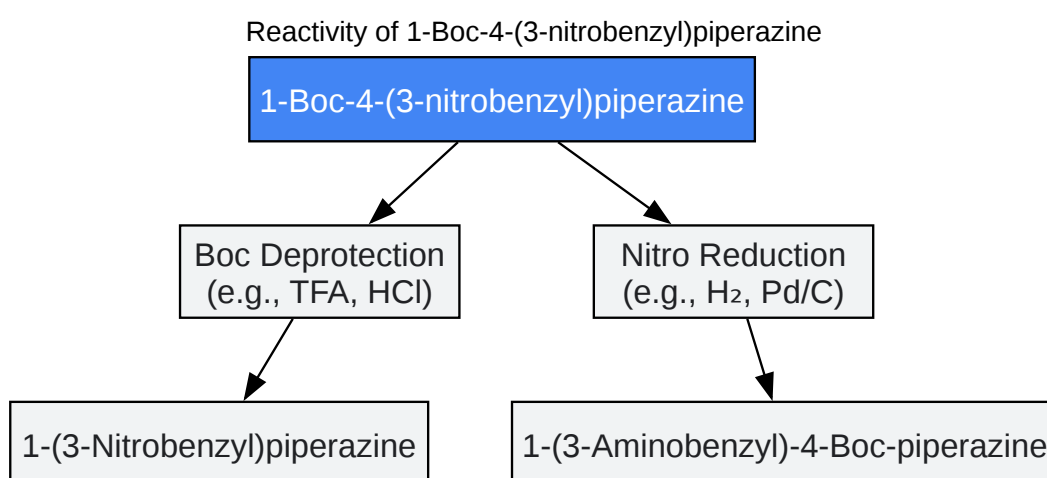 Reactivity of 1-Boc-4-(3-nitrobenzyl)piperazine
1-Boc-4-(3-nitrobenzyl)piperazine
Boc Deprotection
(e.g., TFA, HCl)
Nitro Reduction
(e.g., H₂, Pd/C)
1-(3-Nitrobenzyl)piperazine
1-(3-Aminobenzyl)-4-Boc-piperazine